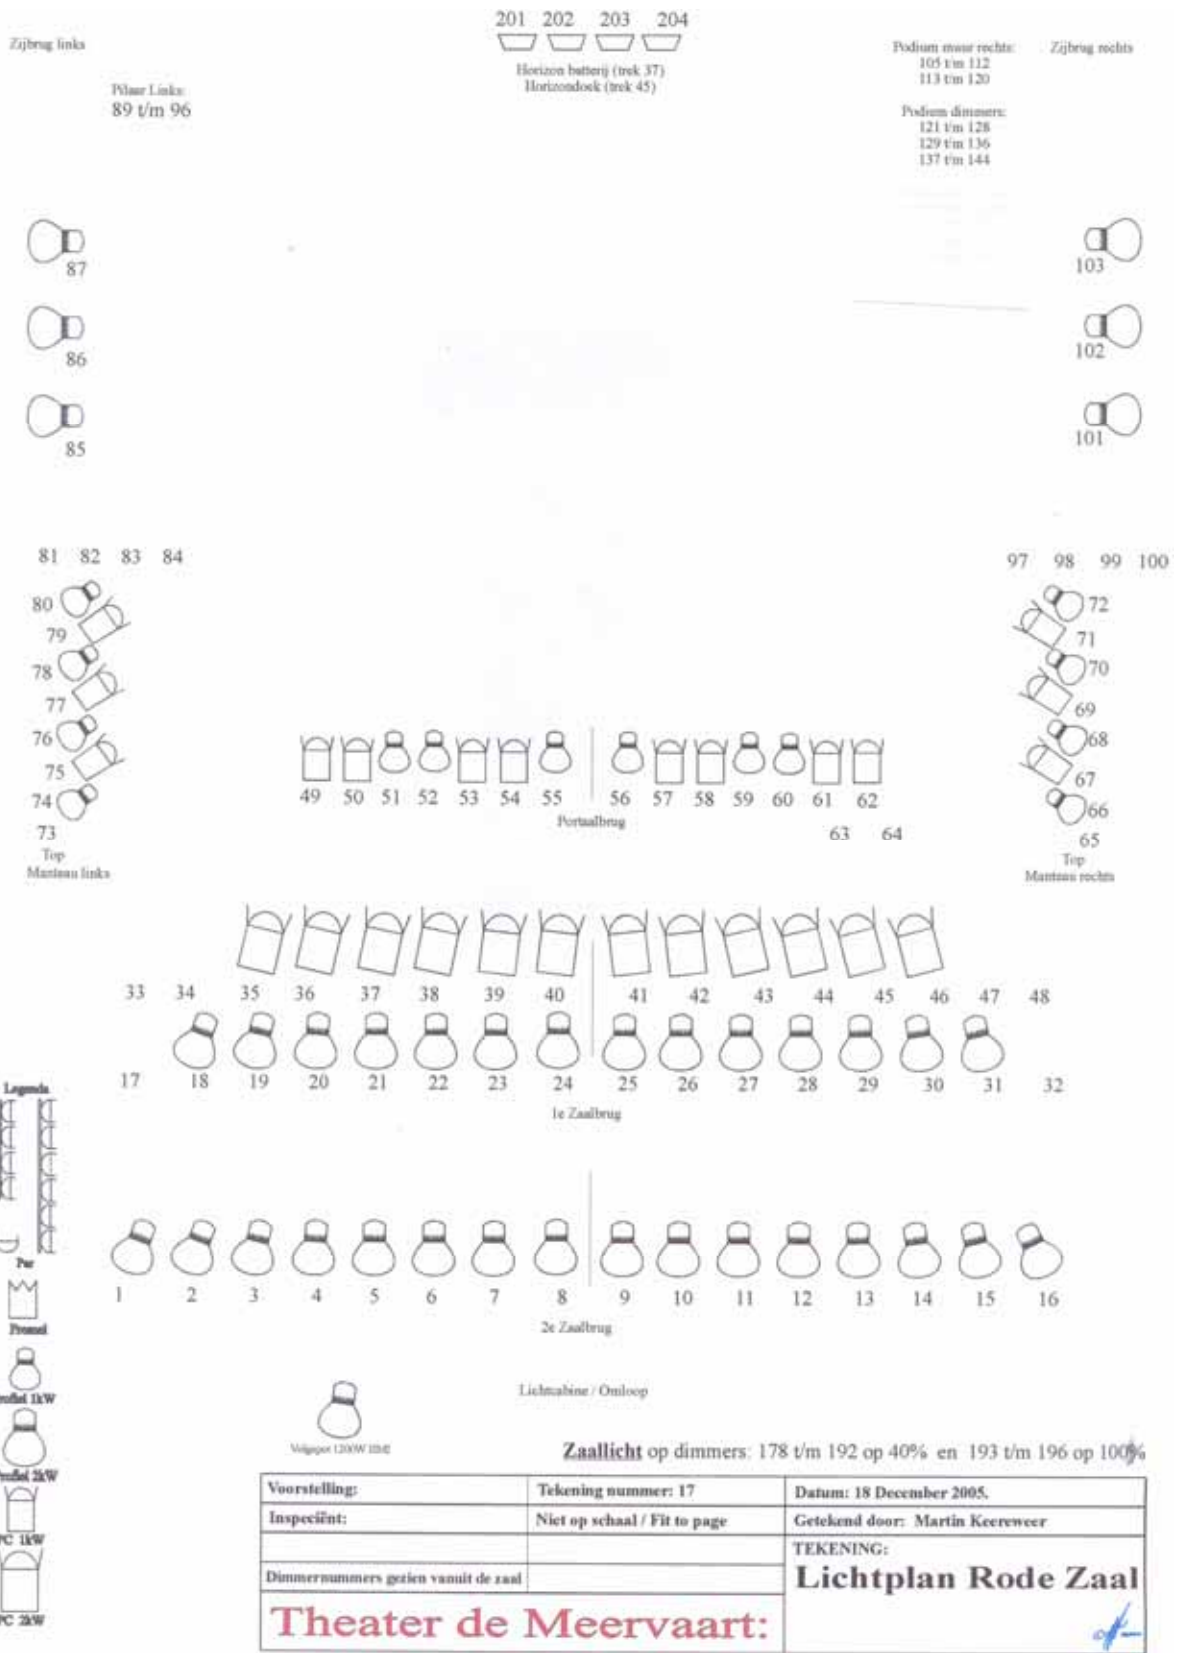 201 202 203 204
Zijbrug links
Horizon batterij (trek 37)
Horizondoek (trek 45)
Podium muur rechts:
105 t/m 112
113 t/m 120
Zijbrug rechts
Pilaar Links:
89 t/m 96
Podium dimmers:
121 t/m 128
129 t/m 136
137 t/m 144
87
103
86
102
85
101
81 82 83 84
97 98 99 100
80
72
79
71
78
70
77
69
76
68
75
67
74
66
73
65
Top
Manteau links
Top
Manteau rechts
49 50 51 52 53 54 55 56 57 58 59 60 61 62
Portaalbrug
63 64
33 34 35 36 37 38 39 40 41 42 43 44 45 46 47 48
17 18 19 20 21 22 23 24 25 26 27 28 29 30 31 32
1e Zaalbrug
1 2 3 4 5 6 7 8 9 10 11 12 13 14 15 16
2e Zaalbrug
Legenda
Par
Fresnel
rofiel 1kW
rofiel 2kW
PC 1kW
PC 2kW
Lichtcabine / Omloop
Volgspot 1200W HMI
Zaallicht op dimmers: 178 t/m 192 op 40% en 193 t/m 196 op 100%
Voorstelling:
Tekening nummer: 17
Datum: 18 December 2005.
Inspeciënt:
Niet op schaal / Fit to page
Getekend door: Martin Keereweer
TEKENING:
Lichtplan Rode Zaal
Dimmernummers gezien vanuit de zaal
Theater de Meervaart: